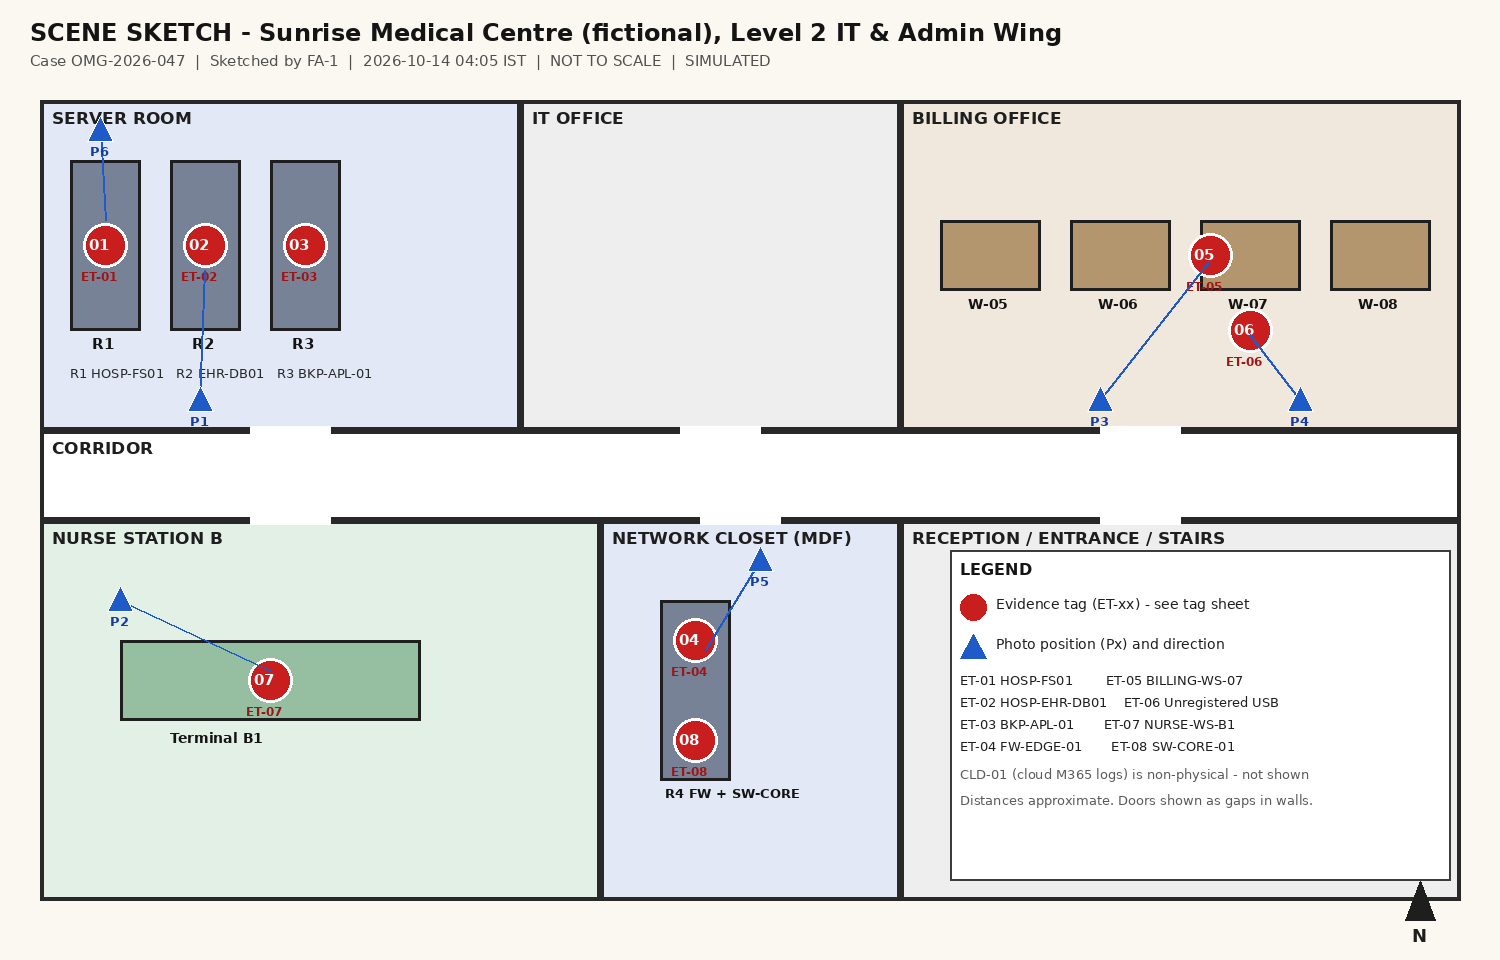 SCENE SKETCH - Sunrise Medical Centre (fictional), Level 2 IT & Admin Wing
Case OMG-2026-047 | Sketched by FA-1 | 2026-10-14 04:05 IST | NOT TO SCALE | SIMULATED
SERVER ROOM
P6
01
ET-01
02
ET-02
03
ET-03
R1
R2
R3
R1 HOSP-FS01
R2 EHR-DB01
R3 BKP-APL-01
P1
IT OFFICE
BILLING OFFICE
05
ET-05
W-05
W-06
W-07
W-08
06
ET-06
P3
P4
CORRIDOR
NURSE STATION B
P2
07
ET-07
Terminal B1
NETWORK CLOSET (MDF)
P5
04
ET-04
08
ET-08
R4 FW + SW-CORE
RECEPTION / ENTRANCE / STAIRS
LEGEND
Evidence tag (ET-xx) - see tag sheet
Photo position (Px) and direction
ET-01 HOSP-FS01 ET-05 BILLING-WS-07
ET-02 HOSP-EHR-DB01 ET-06 Unregistered USB
ET-03 BKP-APL-01 ET-07 NURSE-WS-B1
ET-04 FW-EDGE-01 ET-08 SW-CORE-01
CLD-01 (cloud M365 logs) is non-physical - not shown
Distances approximate. Doors shown as gaps in walls.
N